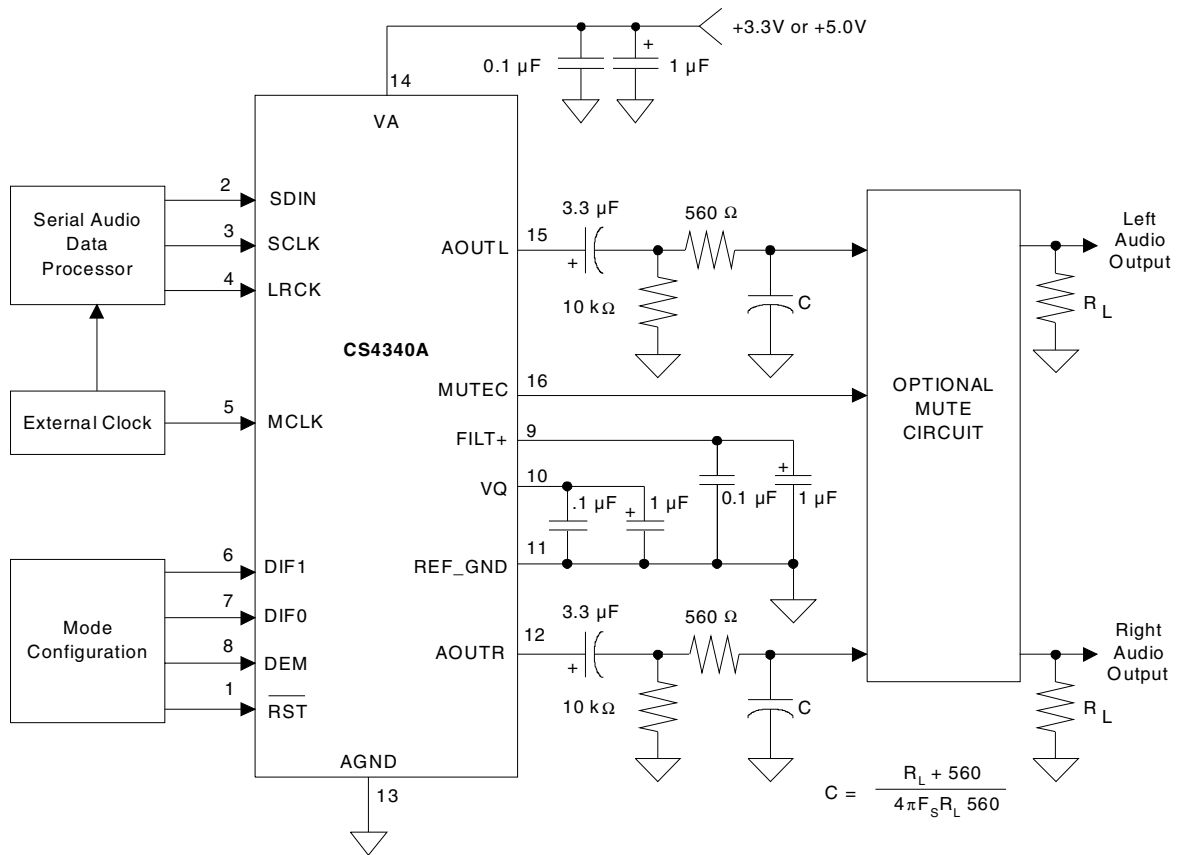 +3.3V or +5.0V
0.1 µF
+
1 µF
14
VA
2
SDIN
Serial Audio
Data
Processor
3
SCLK
4
LRCK
3.3 µF
560 Ω
15
AOUTL
+
10 kΩ
C
Left
Audio
Output
R L
CS4340A
16
MUTEC
OPTIONAL
MUTE
CIRCUIT
External Clock
5
MCLK
9
FILT+
+
0.1 µF
1 µF
10
VQ
.1 µF
+
1 µF
11
REF_GND
Mode
Configuration
6
DIF1
7
DIF0
8
DEM
1
RST
3.3 µF
560 Ω
12
AOUTR
+
10 kΩ
C
Right
Audio
Output
R L
AGND
13
C = R L + 560
4πF S R L 560